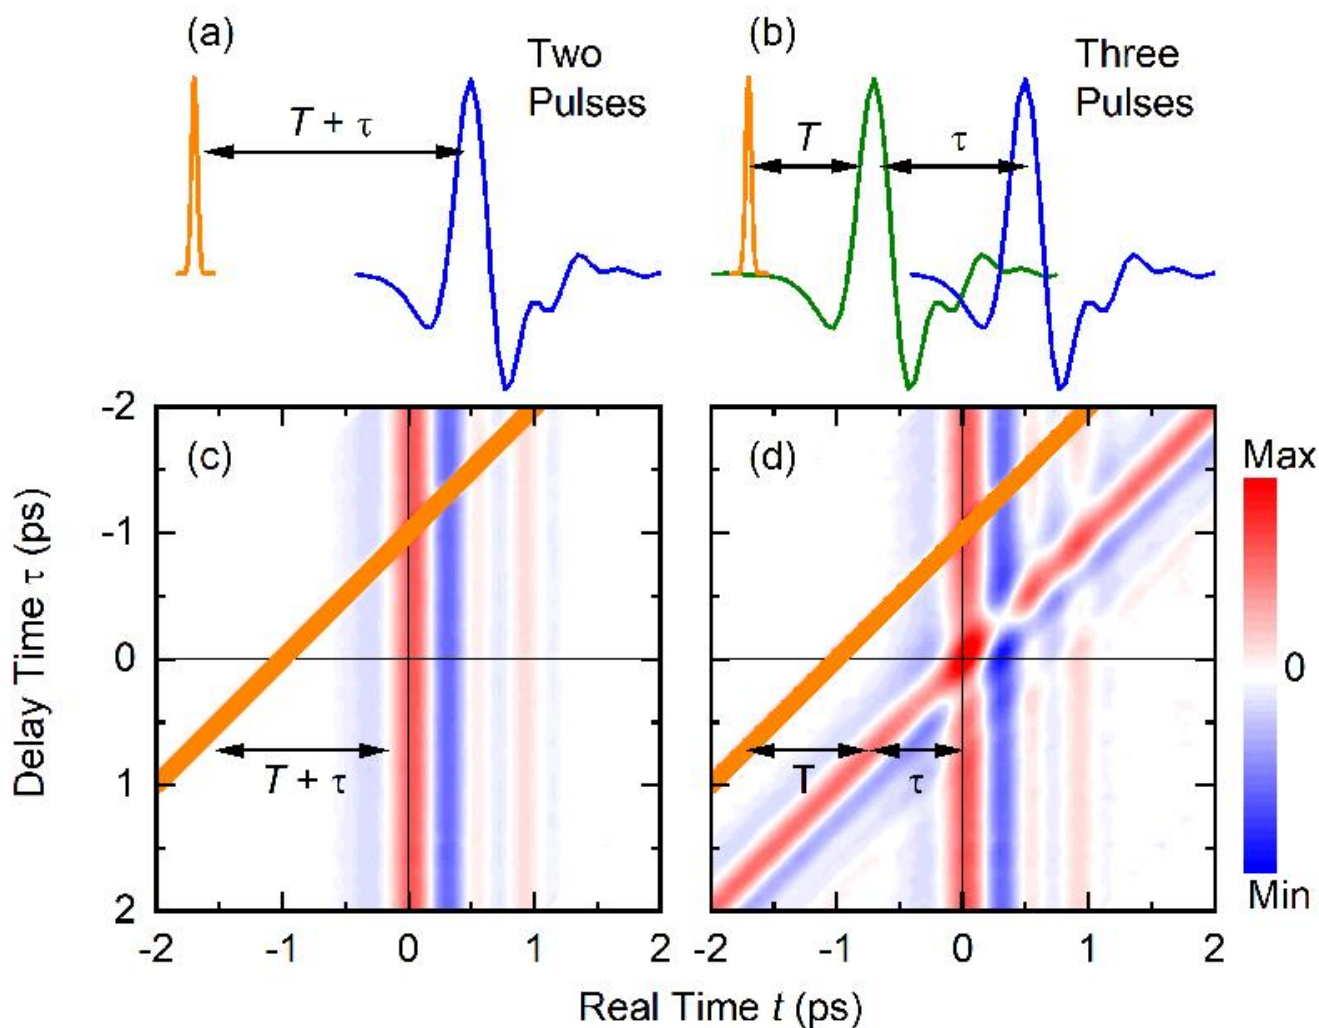 (a)
Two
Pulses
T + τ
(b)
Three
Pulses
T
τ
-2
-1
0
1
2
Delay Time τ (ps)
(c)
T + τ
-2 -1 0 1 2
(d)
T
τ
-2 -1 0 1 2
Max
0
Min
Real Time t (ps)